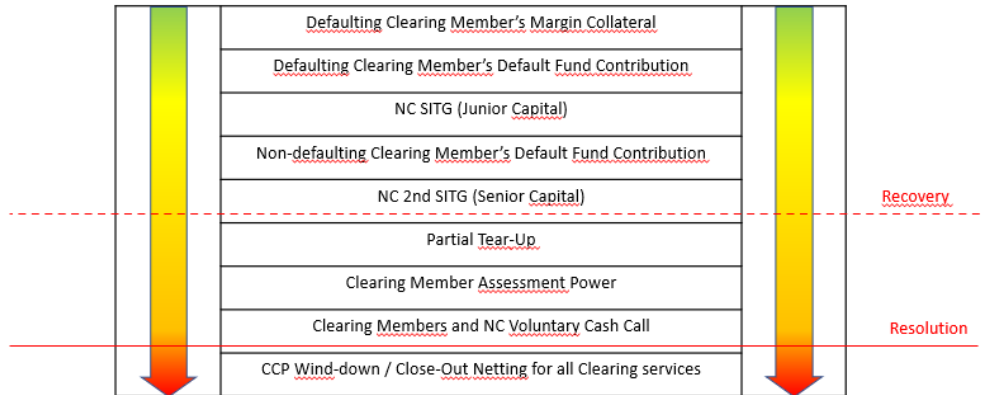 Defaulting Clearing Member's Margin Collateral
Defaulting Clearing Member's Default Fund Contribution
NC SITG (Junior Capital)
Non-defaulting Clearing Member's Default Fund Contribution
NC 2nd SITG (Senior Capital)
Recovery
Partial Tear-Up
Clearing Member Assessment Power
Clearing Members and NC Voluntary Cash Call
Resolution
CCP Wind-down / Close-Out Netting for all Clearing services